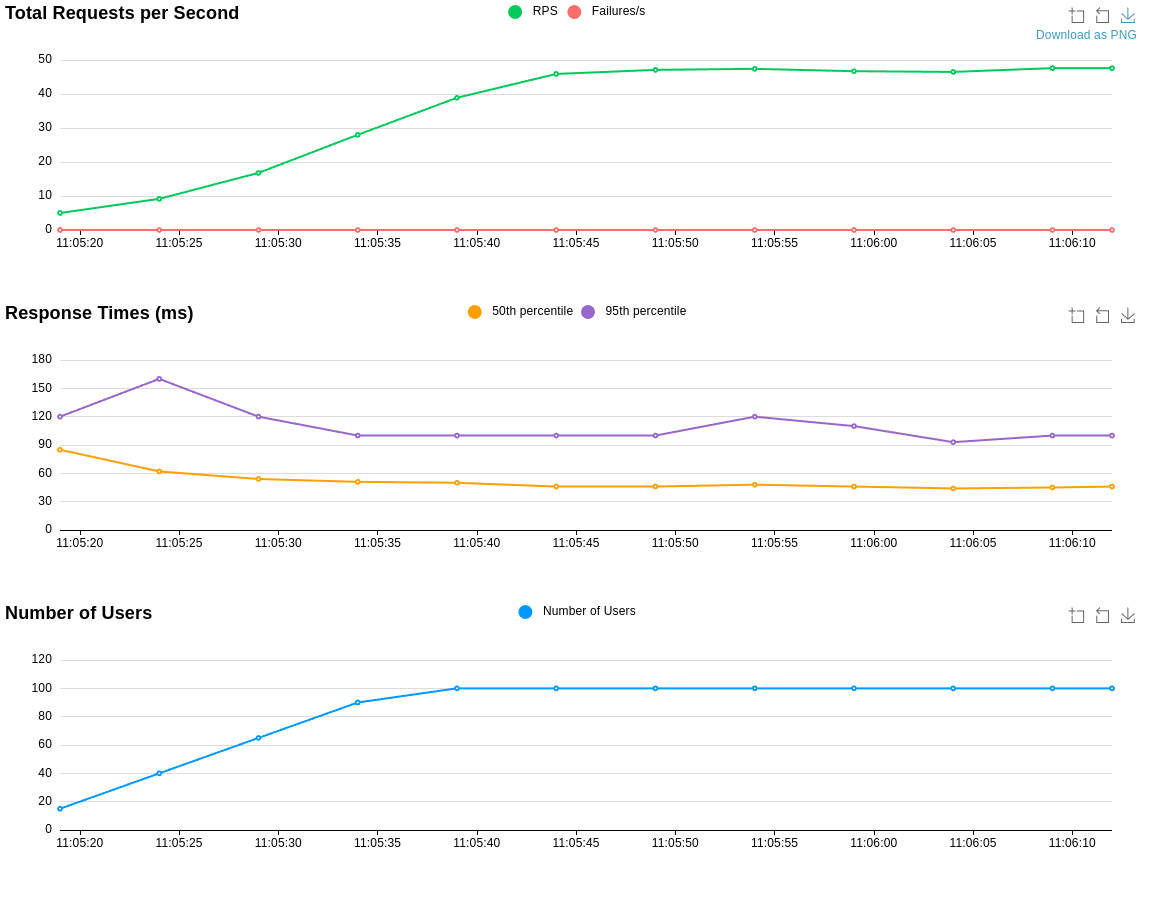 Total Requests per Second
RPS Failures/s
Download as PNG
50
40
30
20
10
0
11:05:20 11:05:25 11:05:30 11:05:35 11:05:40 11:05:45 11:05:50 11:05:55 11:06:00 11:06:05 11:06:10
Response Times (ms)
50th percentile 95th percentile
180
150
120
90
60
30
0
11:05:20 11:05:25 11:05:30 11:05:35 11:05:40 11:05:45 11:05:50 11:05:55 11:06:00 11:06:05 11:06:10
Number of Users
Number of Users
120
100
80
60
40
20
0
11:05:20 11:05:25 11:05:30 11:05:35 11:05:40 11:05:45 11:05:50 11:05:55 11:06:00 11:06:05 11:06:10